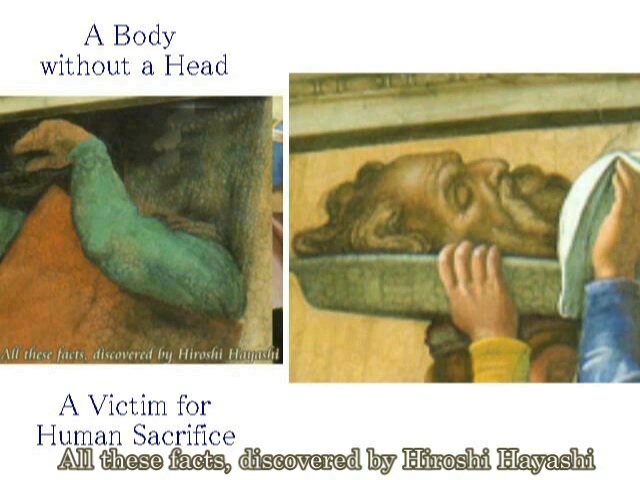 A Body
without a Head
All these facts, discovered by Hiroshi Hayashi
A Victim for
Human Sacrifice
All these facts, discovered by Hiroshi Hayashi